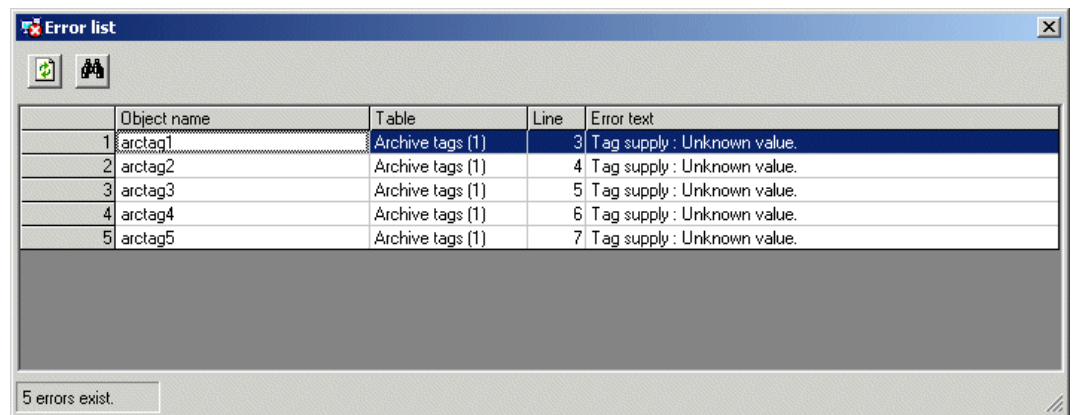 Error list
Object name Table Line Error text
1 arctag1 Archive tags (1) 3 Tag supply : Unknown value.
2 arctag2 Archive tags (1) 4 Tag supply : Unknown value.
3 arctag3 Archive tags (1) 5 Tag supply : Unknown value.
4 arctag4 Archive tags (1) 6 Tag supply : Unknown value.
5 arctag5 Archive tags (1) 7 Tag supply : Unknown value.
5 errors exist.